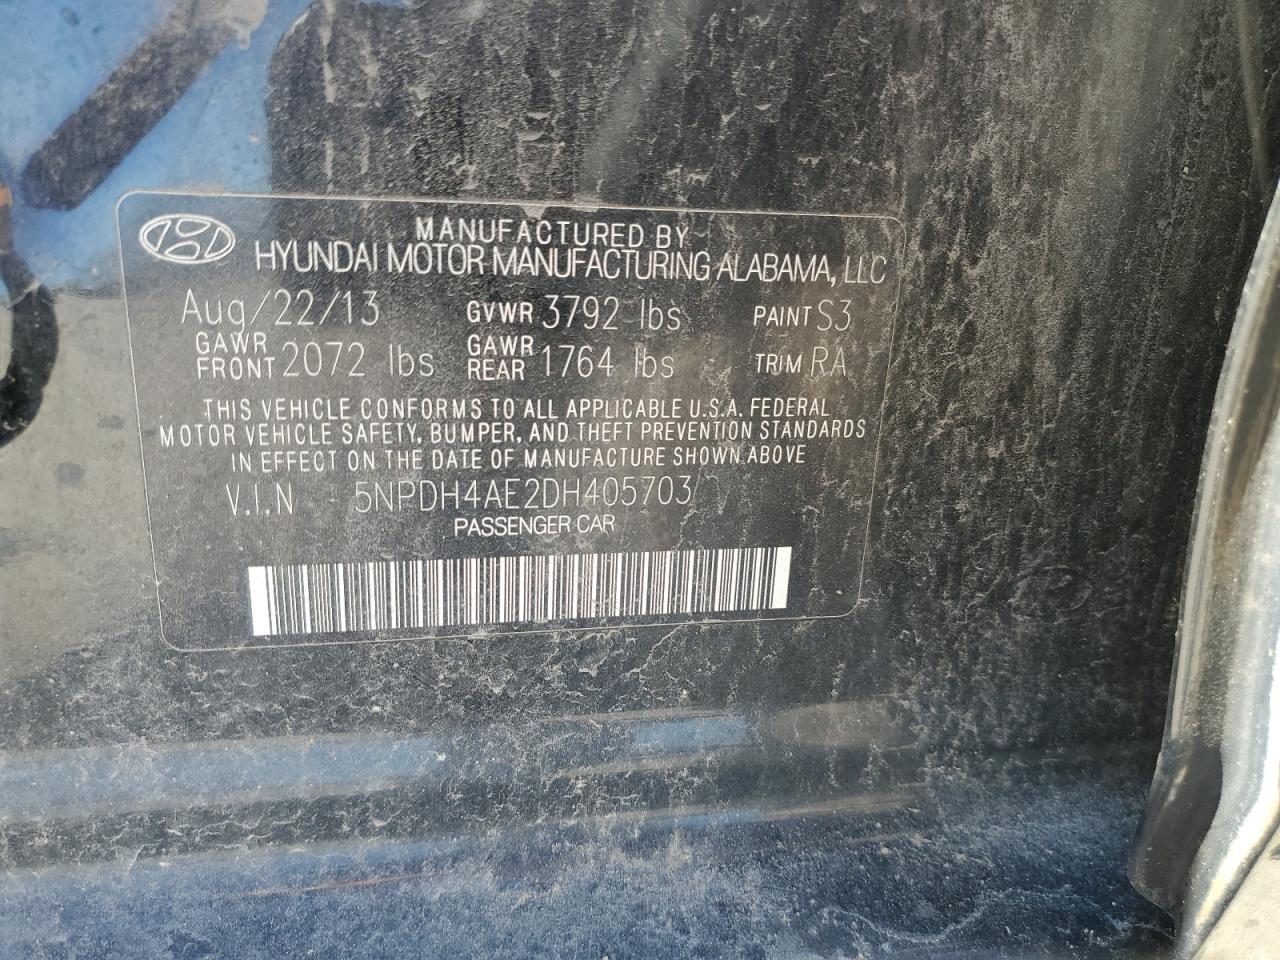 MANUFACTURED BY
HYUNDAI MOTOR MANUFACTURING ALABAMA, LLC
Aug/22/13 GVWR 3792 lbs PAINT S3
GAWR FRONT 2072 lbs GAWR REAR 1764 lbs TRIM RA
THIS VEHICLE CONFORMS TO ALL APPLICABLE U.S.A. FEDERAL
MOTOR VEHICLE SAFETY, BUMPER, AND THEFT PREVENTION STANDARDS
IN EFFECT ON THE DATE OF MANUFACTURE SHOWN ABOVE
V.I.N 5NPDH4AE2DH405703
PASSENGER CAR